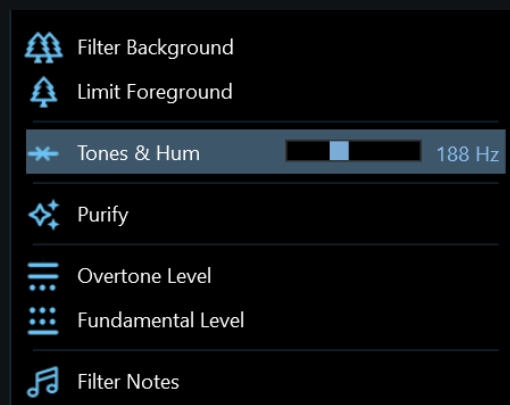 Filter Background
Limit Foreground
Tones & Hum 188 Hz
Purify
Overtone Level
Fundamental Level
Filter Notes